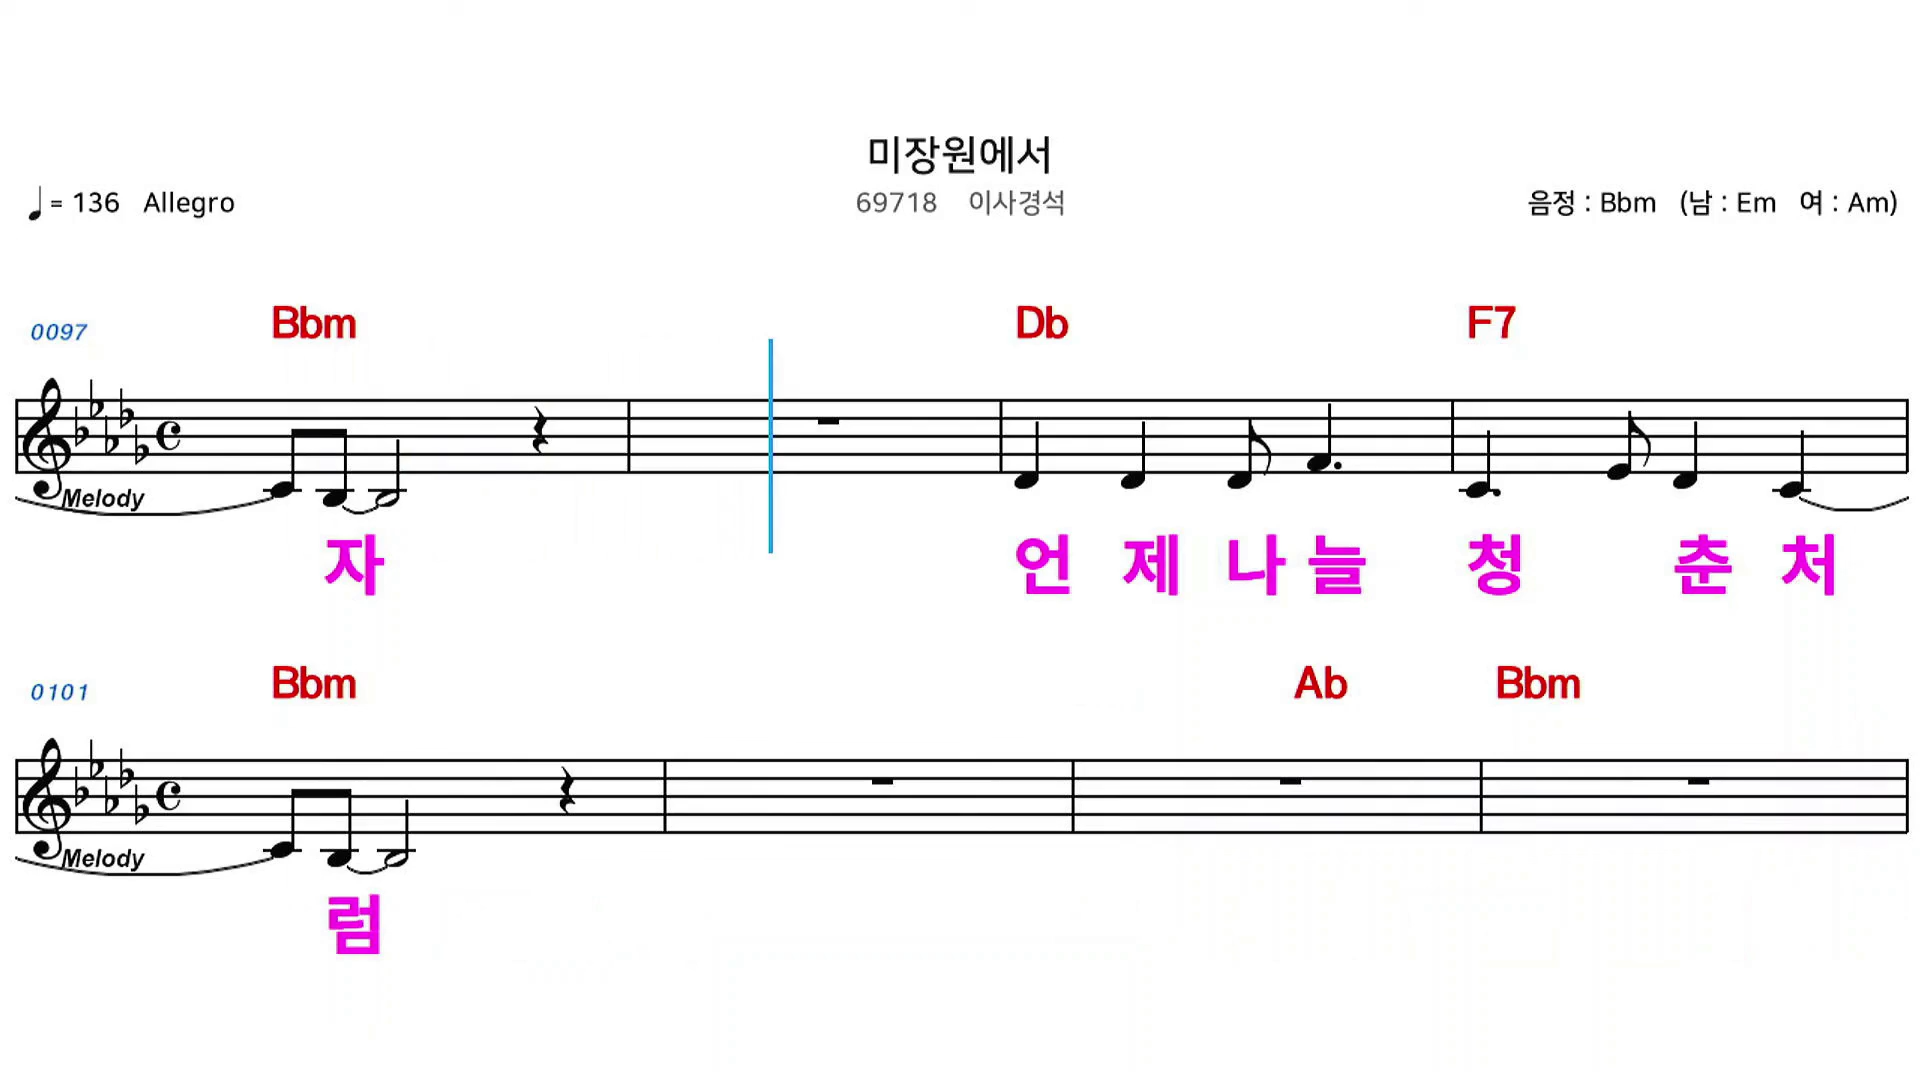 미장원에서
♩= 136 Allegro
69718 이사경석
음정 : Bbm (남 : Em 여 : Am)
0097 Bbm Db F7
Melody
자 언 제 나 늘 청 춘 처
0101 Bbm Ab Bbm
Melody
럼